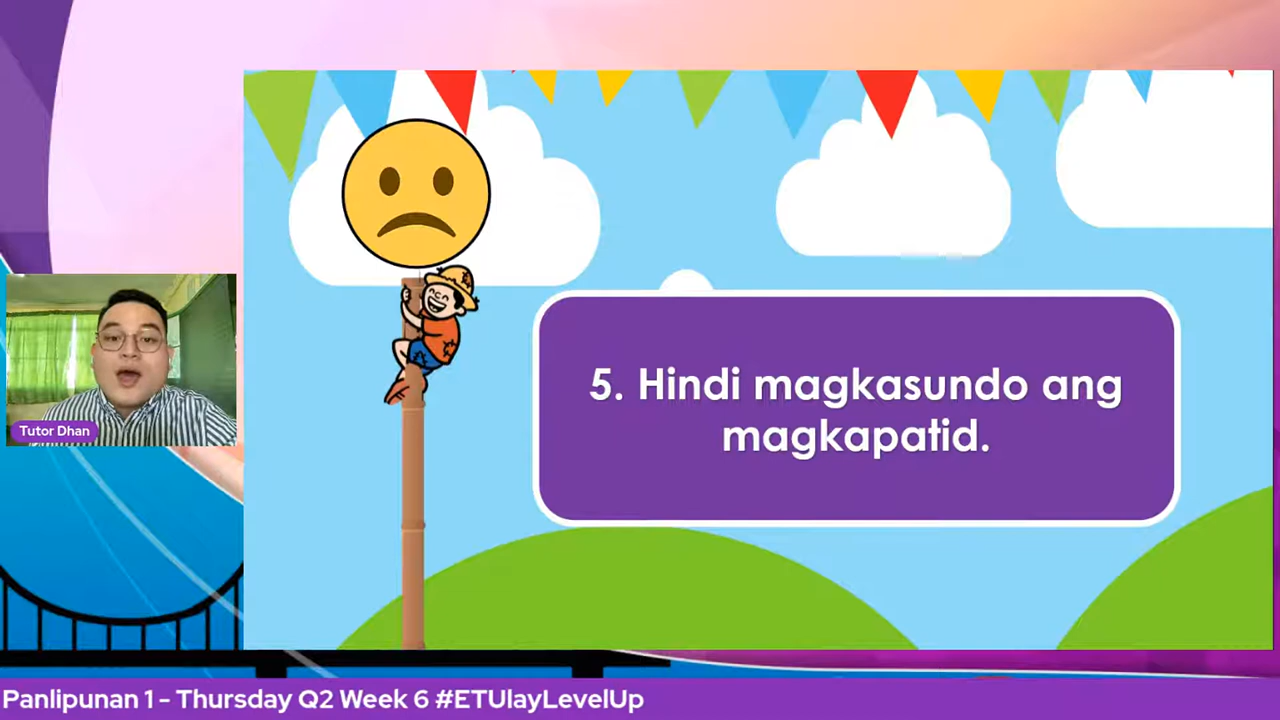 5. Hindi magkasundo ang
magkapatid.
Tutor Dhan
Panlipunan 1 - Thursday Q2 Week 6 #ETUlayLevelUp